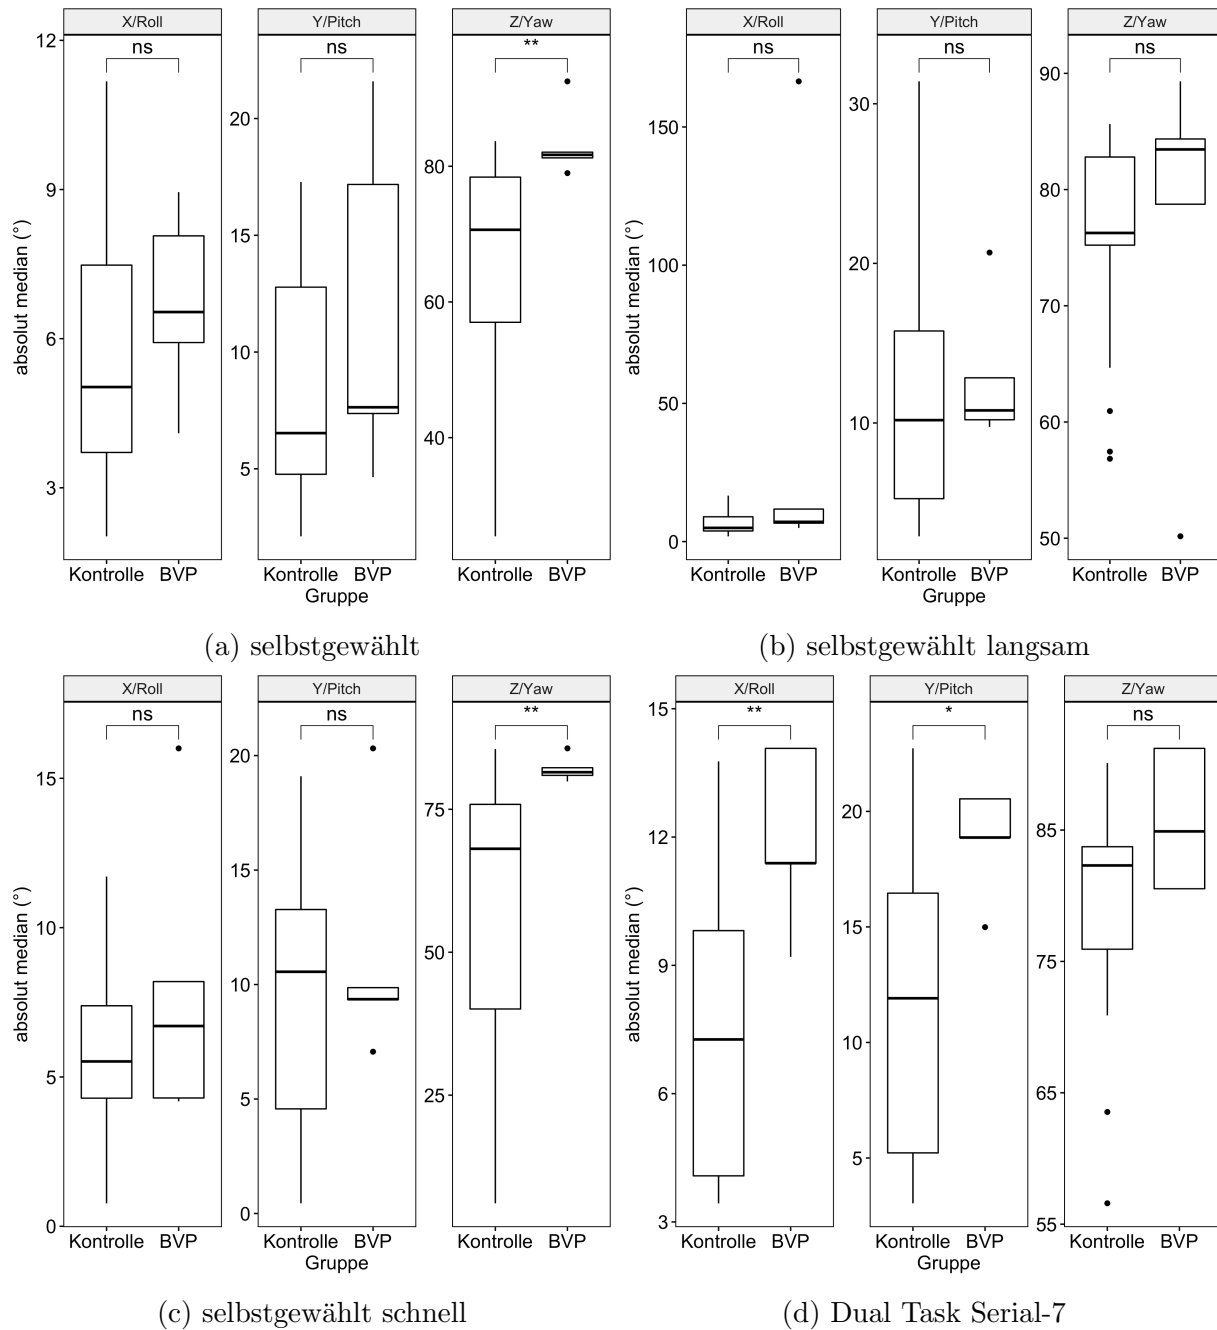 X/Roll
Y/Pitch
Z/Yaw
ns
ns
**
absolut median (°)
12
9
6
3
20
15
10
5
80
60
40
Kontrolle BVP
Kontrolle BVP
Kontrolle BVP
Gruppe
(a) selbstgewählt
X/Roll
Y/Pitch
Z/Yaw
ns
ns
ns
absolut median (°)
150
100
50
0
30
20
10
90
80
70
60
50
Kontrolle BVP
Kontrolle BVP
Kontrolle BVP
Gruppe
(b) selbstgewählt langsam
X/Roll
Y/Pitch
Z/Yaw
ns
ns
**
absolut median (°)
15
10
5
0
20
15
10
5
0
75
50
25
Kontrolle BVP
Kontrolle BVP
Kontrolle BVP
Gruppe
(c) selbstgewählt schnell
X/Roll
Y/Pitch
Z/Yaw
**
*
ns
absolut median (°)
15
12
9
6
3
20
15
10
5
85
75
65
55
Kontrolle BVP
Kontrolle BVP
Kontrolle BVP
Gruppe
(d) Dual Task Serial-7